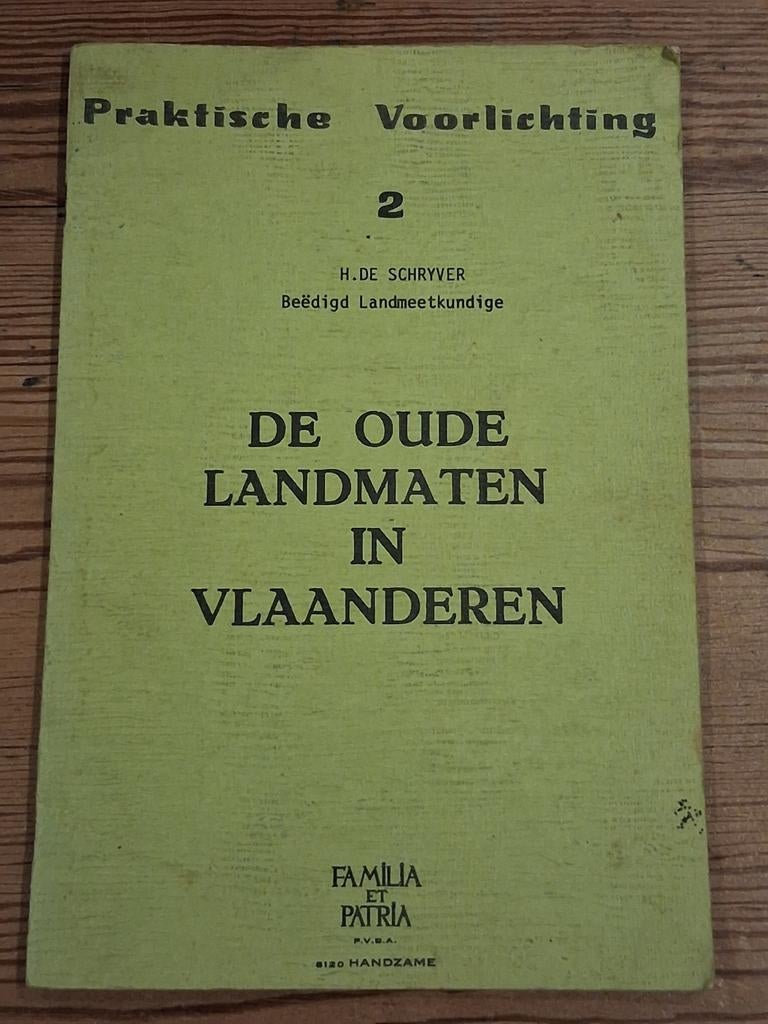 Praktische Voorlichting
2
H.DE SCHRYVER
Beëdigd Landmeetkundige
DE OUDE
LANDMATEN
IN
VLAANDEREN
FAMILIA
ET
PATRIA
P.V.B.A.
8120 HANDZAME